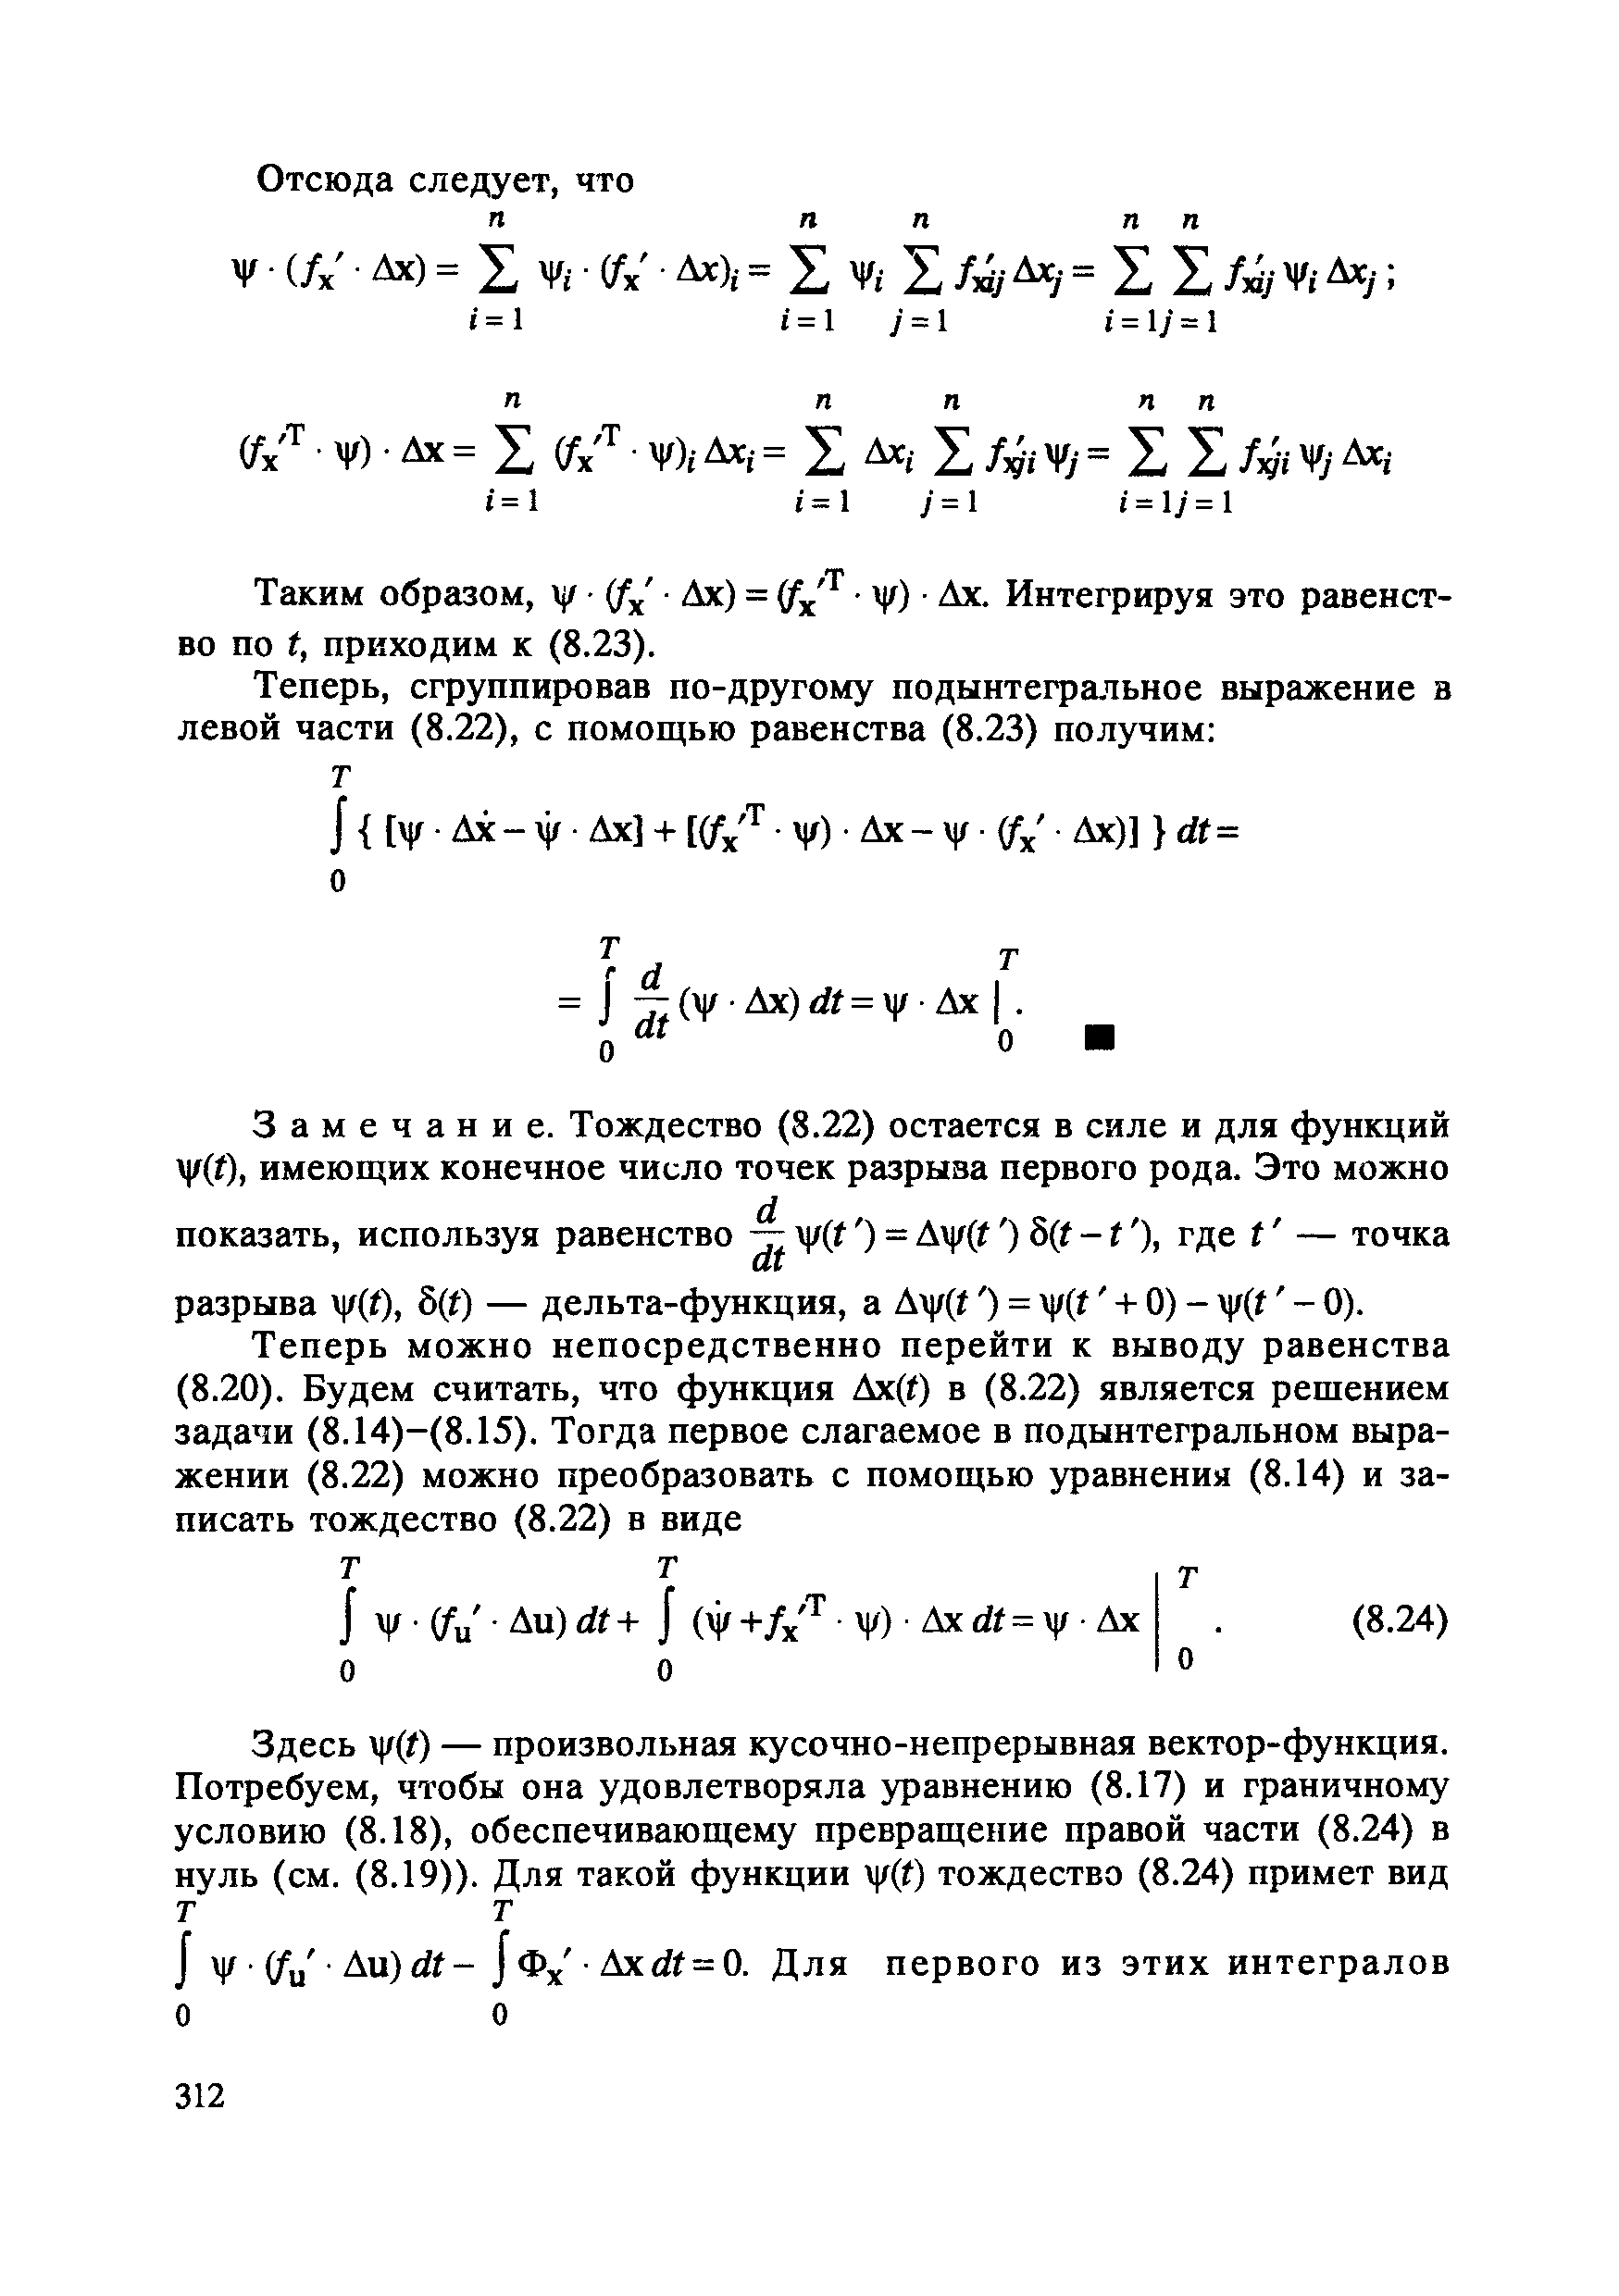 Отсюда следует, что
ψ · (f_x′ · Δx) = ∑_{i=1}^{n} ψ_i · (f_x′ · Δx)_i = ∑_{i=1}^{n} ψ_i ∑_{j=1}^{n} f′_{xij} Δx_j = ∑_{i=1}^{n} ∑_{j=1}^{n} f′_{xij} ψ_i Δx_j ;
(f_x′^T · ψ) · Δx = ∑_{i=1}^{n} (f_x′^T · ψ)_i Δx_i = ∑_{i=1}^{n} Δx_i ∑_{j=1}^{n} f′_{xji} ψ_j = ∑_{i=1}^{n} ∑_{j=1}^{n} f′_{xji} ψ_j Δx_i
Таким образом, ψ · (f_x′ · Δx) = (f_x′^T · ψ) · Δx. Интегрируя это равенст-
во по t, приходим к (8.23).
Теперь, сгруппировав по-другому подынтегральное выражение в
левой части (8.22), с помощью равенства (8.23) получим:
∫_0^T { [ψ · Δẋ − ψ̇ · Δx] + [(f_x′^T · ψ) · Δx − ψ · (f_x′ · Δx)] } dt =
= ∫_0^T d/dt (ψ · Δx) dt = ψ · Δx |_0^T . ■
З а м е ч а н и е. Тождество (8.22) остается в силе и для функций
ψ(t), имеющих конечное число точек разрыва первого рода. Это можно
показать, используя равенство d/dt ψ(t′) = Δψ(t′) δ(t − t′), где t′ — точка
разрыва ψ(t), δ(t) — дельта-функция, а Δψ(t′) = ψ(t′ + 0) − ψ(t′ − 0).
Теперь можно непосредственно перейти к выводу равенства
(8.20). Будем считать, что функция Δx(t) в (8.22) является решением
задачи (8.14)–(8.15). Тогда первое слагаемое в подынтегральном выра-
жении (8.22) можно преобразовать с помощью уравнения (8.14) и за-
писать тождество (8.22) в виде
∫_0^T ψ · (f_u′ · Δu) dt + ∫_0^T (ψ̇ + f_x′^T · ψ) · Δx dt = ψ · Δx |_0^T . (8.24)
Здесь ψ(t) — произвольная кусочно-непрерывная вектор-функция.
Потребуем, чтобы она удовлетворяла уравнению (8.17) и граничному
условию (8.18), обеспечивающему превращение правой части (8.24) в
нуль (см. (8.19)). Для такой функции ψ(t) тождество (8.24) примет вид
∫_0^T ψ · (f_u′ · Δu) dt − ∫_0^T Φ_x′ · Δx dt = 0. Для первого из этих интегралов
312